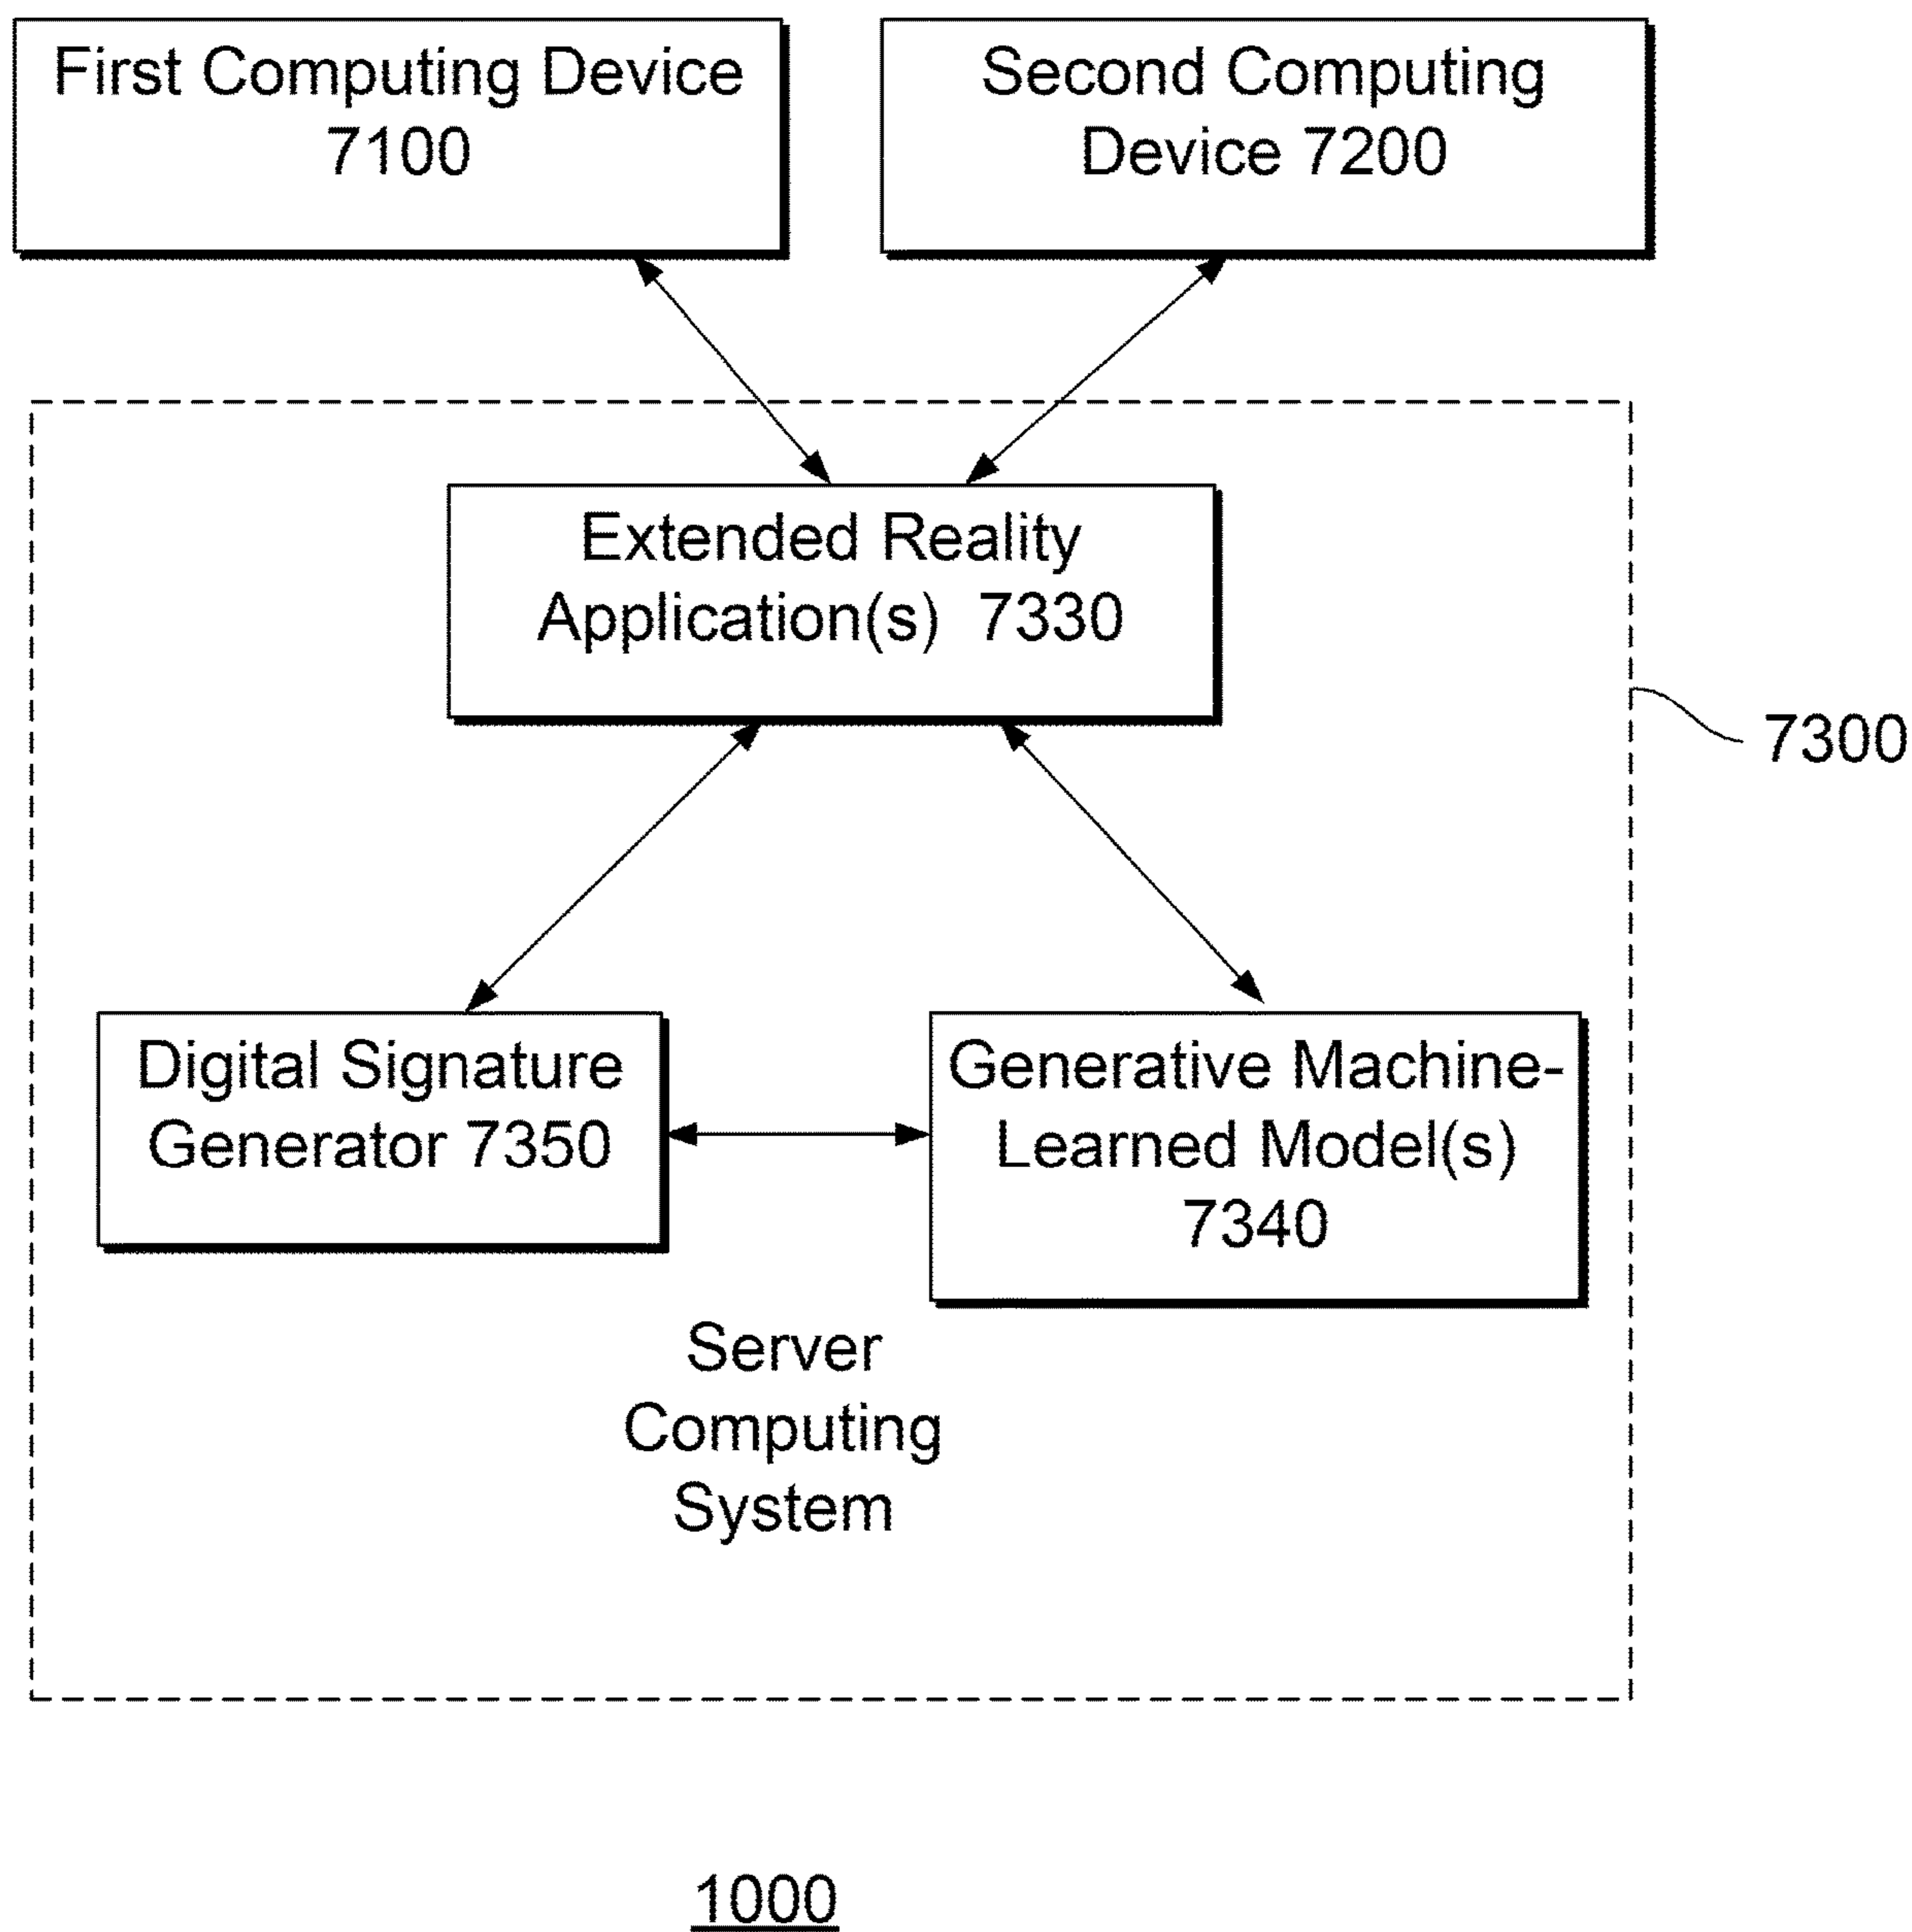 First Computing Device
7100
Second Computing
Device 7200
Extended Reality
Application(s) 7330
7300
Digital Signature
Generator 7350
Generative Machine-
Learned Model(s)
7340
Server
Computing
System
1000